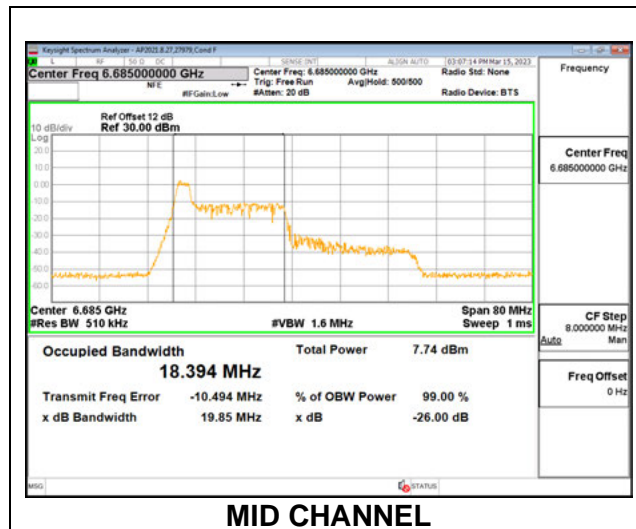 Keysight Spectrum Analyzer - AP2021.8.27,27979,Cond F
L RF 50 Ω DC SENSE:INT ALIGN AUTO 03:07:14 PM Mar 15, 2023
Center Freq 6.685000000 GHz
NFE
#IFGain:Low
Center Freq: 6.685000000 GHz
Trig: Free Run Avg|Hold: 500/500
#Atten: 20 dB
Radio Std: None
Radio Device: BTS
Frequency
Ref Offset 12 dB
10 dB/div Ref 30.00 dBm
Log
20.0
10.0
0.00
-10.0
-20.0
-30.0
-40.0
-50.0
-60.0
Center Freq
6.685000000 GHz
Center 6.685 GHz Span 80 MHz
#Res BW 510 kHz #VBW 1.6 MHz Sweep 1 ms
CF Step
8.000000 MHz
Auto Man
Occupied Bandwidth Total Power 7.74 dBm
18.394 MHz
Transmit Freq Error -10.494 MHz % of OBW Power 99.00 %
x dB Bandwidth 19.85 MHz x dB -26.00 dB
Freq Offset
0 Hz
MSG STATUS
MID CHANNEL